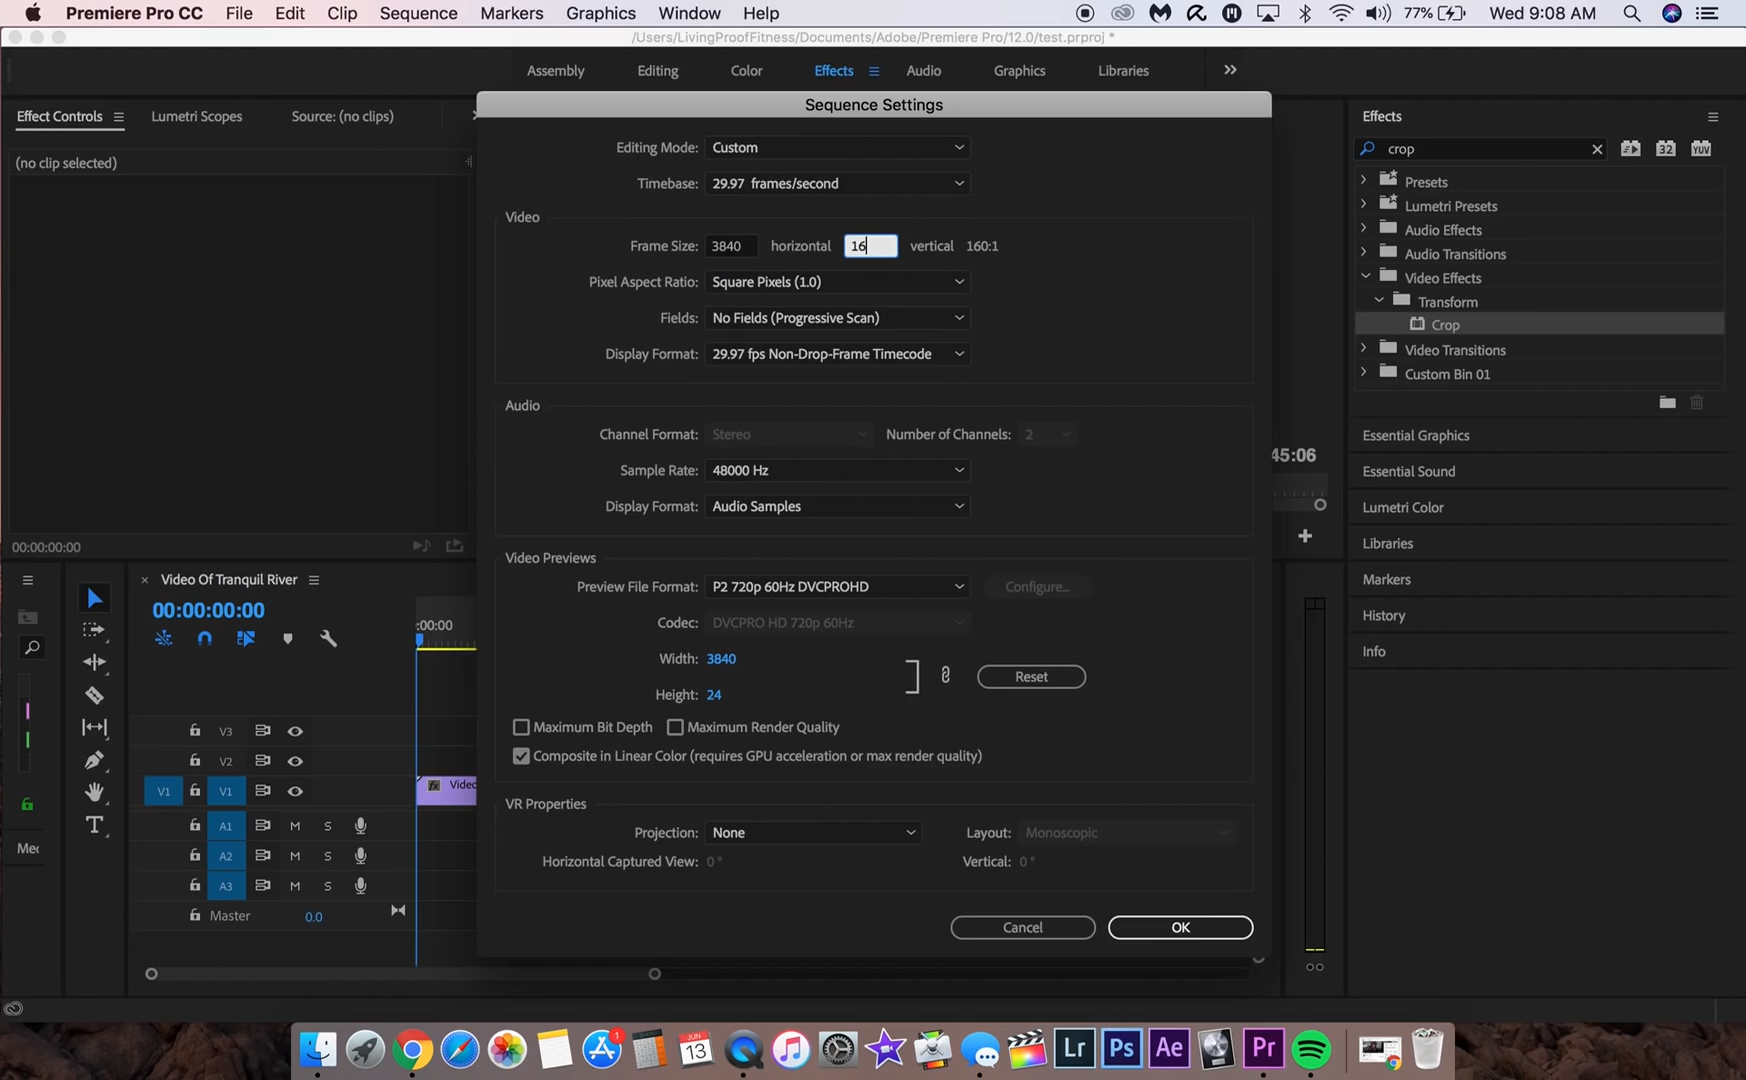 Premiere Pro CC File Edit Clip Sequence Markers Graphics Window Help 77% Wed 9:08 AM
/Users/LivingProofFitness/Documents/Adobe/Premiere Pro/12.0/test.prproj *
Assembly Editing Color Effects Audio Graphics Libraries
Effect Controls Lumetri Scopes Source: (no clips)
(no clip selected)
00:00:00:00
Sequence Settings
Editing Mode: Custom
Timebase: 29.97 frames/second
Video
Frame Size: 3840 horizontal 16 vertical 160:1
Pixel Aspect Ratio: Square Pixels (1.0)
Fields: No Fields (Progressive Scan)
Display Format: 29.97 fps Non-Drop-Frame Timecode
Audio
Channel Format: Stereo Number of Channels: 2
Sample Rate: 48000 Hz
Display Format: Audio Samples
Video Previews
Preview File Format: P2 720p 60Hz DVCPROHD Configure...
Codec: DVCPRO HD 720p 60Hz
Width: 3840
Height: 24
Reset
Maximum Bit Depth Maximum Render Quality
Composite in Linear Color (requires GPU acceleration or max render quality)
VR Properties
Projection: None Layout: Monoscopic
Horizontal Captured View: 0° Vertical: 0°
Cancel OK
Effects
crop 32 YUV
Presets
Lumetri Presets
Audio Effects
Audio Transitions
Video Effects
Transform
Crop
Video Transitions
Custom Bin 01
Essential Graphics
45:06
Essential Sound
Lumetri Color
Libraries
Markers
History
Info
× Video Of Tranquil River
00:00:00:00
:00:00
V3
V2
V1 V1 Video
A1 M S
A2 M S
A3 M S
Master 0.0
JUN
13
1
Lr Ps Ae Pr